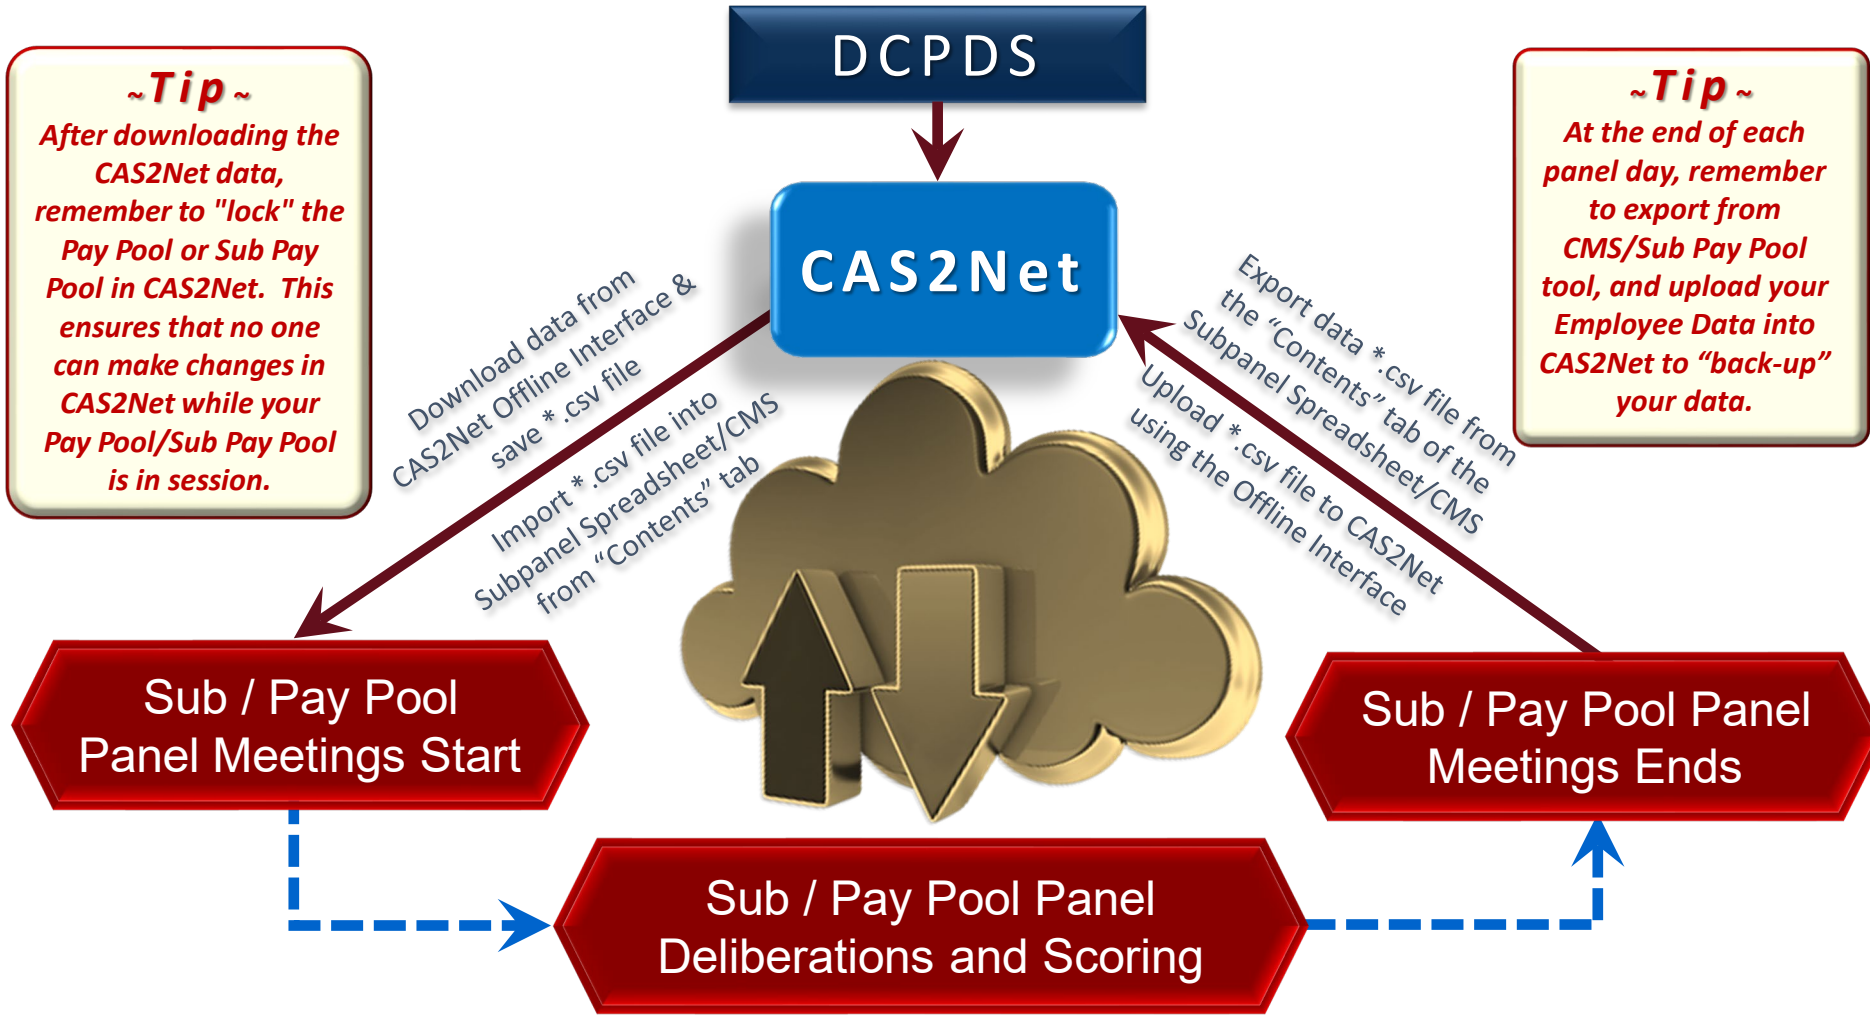 DCPDS
~Tip~
After downloading the
CAS2Net data,
remember to "lock" the
Pay Pool or Sub Pay
Pool in CAS2Net.  This
ensures that no one
can make changes in
CAS2Net while your
Pay Pool/Sub Pay Pool
is in session.
~Tip~
At the end of each
panel day, remember
to export from
CMS/Sub Pay Pool
tool, and upload your
Employee Data into
CAS2Net to “back-up”
your data.
CAS2Net
Download data from
CAS2Net Offline Interface &
save *.csv file
Import *.csv file into
Subpanel Spreadsheet/CMS
from “Contents” tab
Export data *.csv file from
the “Contents” tab of the
Subpanel Spreadsheet/CMS
Upload *.csv file to CAS2Net
using the Offline Interface
Sub / Pay Pool
Panel Meetings Start
Sub / Pay Pool Panel
Meetings Ends
Sub / Pay Pool Panel
Deliberations and Scoring